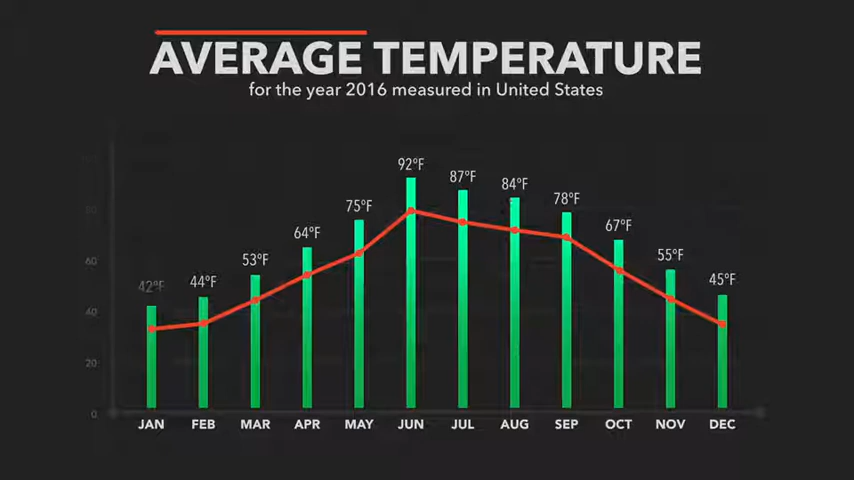 AVERAGE TEMPERATURE
for the year 2016 measured in United States
92°F
87°F
84°F
78°F
75°F
67°F
64°F
55°F
53°F
45°F
44°F
42°F
80
60
40
20
0
JAN FEB MAR APR MAY JUN JUL AUG SEP OCT NOV DEC